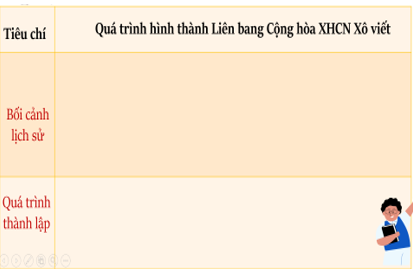 Tiêu chí
Quá trình hình thành Liên bang Cộng hòa XHCN Xô viết
Bối cảnh
lịch sử
Quá trình
thành lập